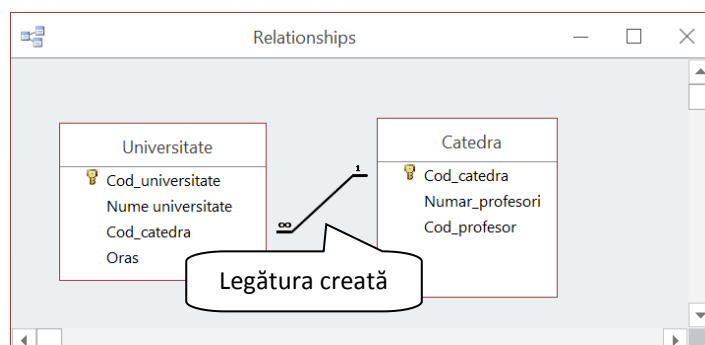 Relationships
Universitate
Cod_universitate
Nume universitate
Cod_catedra
Oras
Catedra
Cod_catedra
Numar_profesori
Cod_profesor
1
∞
Legătura creată